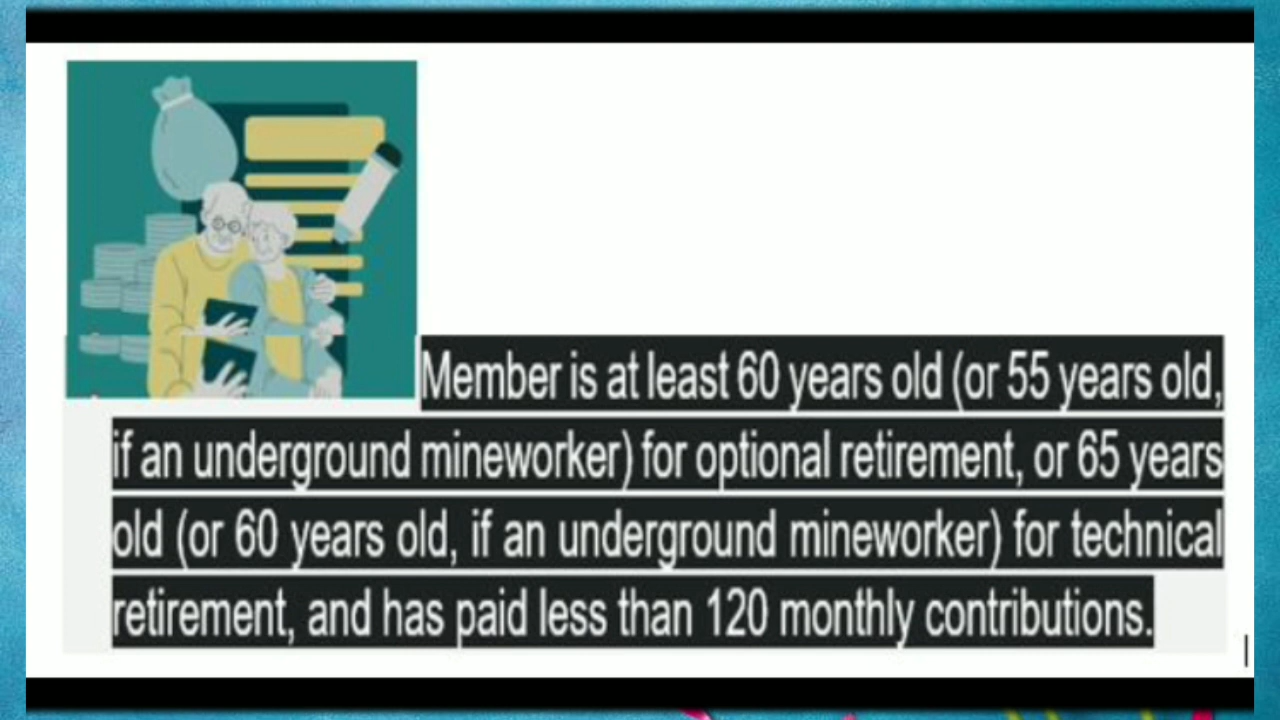 Member is at least 60 years old (or 55 years old,
if an underground mineworker) for optional retirement, or 65 years
old (or 60 years old, if an underground mineworker) for technical
retirement, and has paid less than 120 monthly contributions.